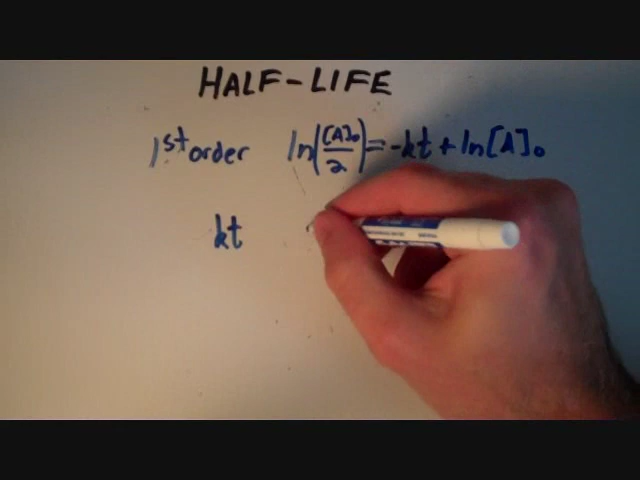 HALF-LIFE
1st order ln([A]₀/2) = -kt + ln[A]₀
kt